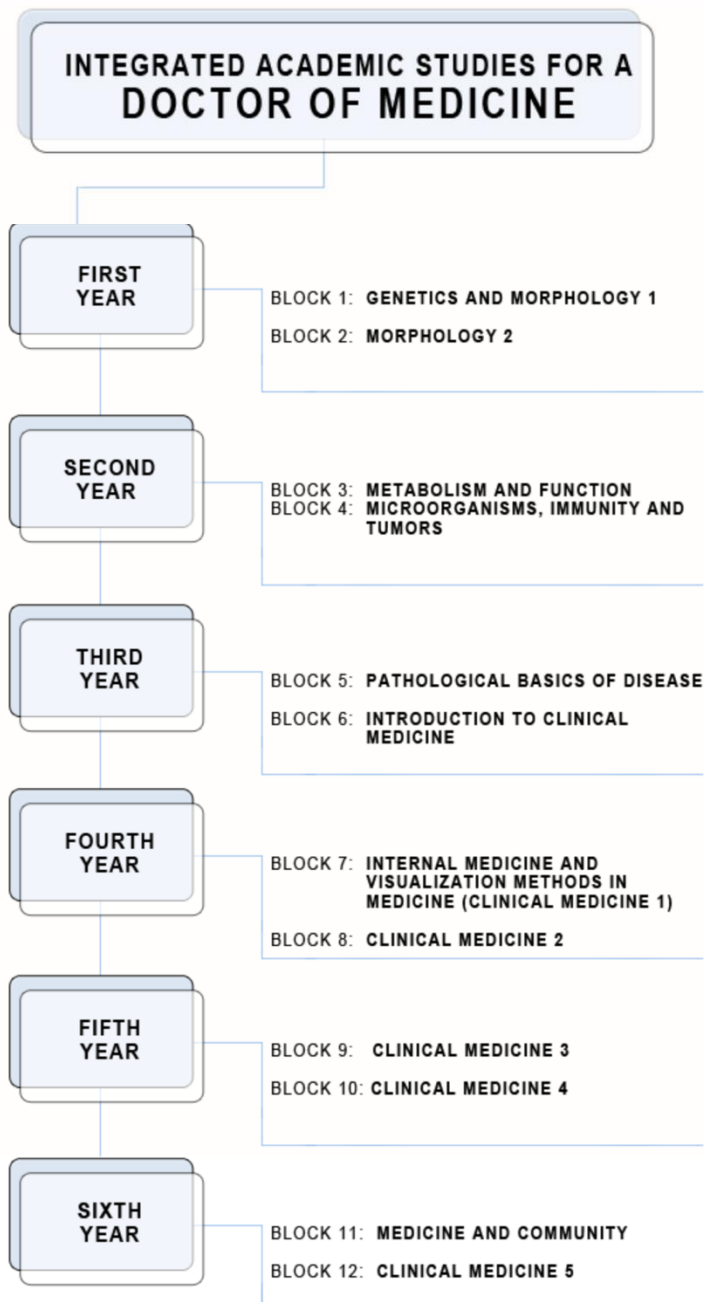 INTEGRATED ACADEMIC STUDIES FOR A
DOCTOR OF MEDICINE
FIRST
YEAR
BLOCK 1: GENETICS AND MORPHOLOGY 1
BLOCK 2: MORPHOLOGY 2
SECOND
YEAR
BLOCK 3: METABOLISM AND FUNCTION
BLOCK 4: MICROORGANISMS, IMMUNITY AND
TUMORS
THIRD
YEAR
BLOCK 5: PATHOLOGICAL BASICS OF DISEASE
BLOCK 6: INTRODUCTION TO CLINICAL
MEDICINE
FOURTH
YEAR
BLOCK 7: INTERNAL MEDICINE AND
VISUALIZATION METHODS IN
MEDICINE (CLINICAL MEDICINE 1)
BLOCK 8: CLINICAL MEDICINE 2
FIFTH
YEAR
BLOCK 9: CLINICAL MEDICINE 3
BLOCK 10: CLINICAL MEDICINE 4
SIXTH
YEAR
BLOCK 11: MEDICINE AND COMMUNITY
BLOCK 12: CLINICAL MEDICINE 5